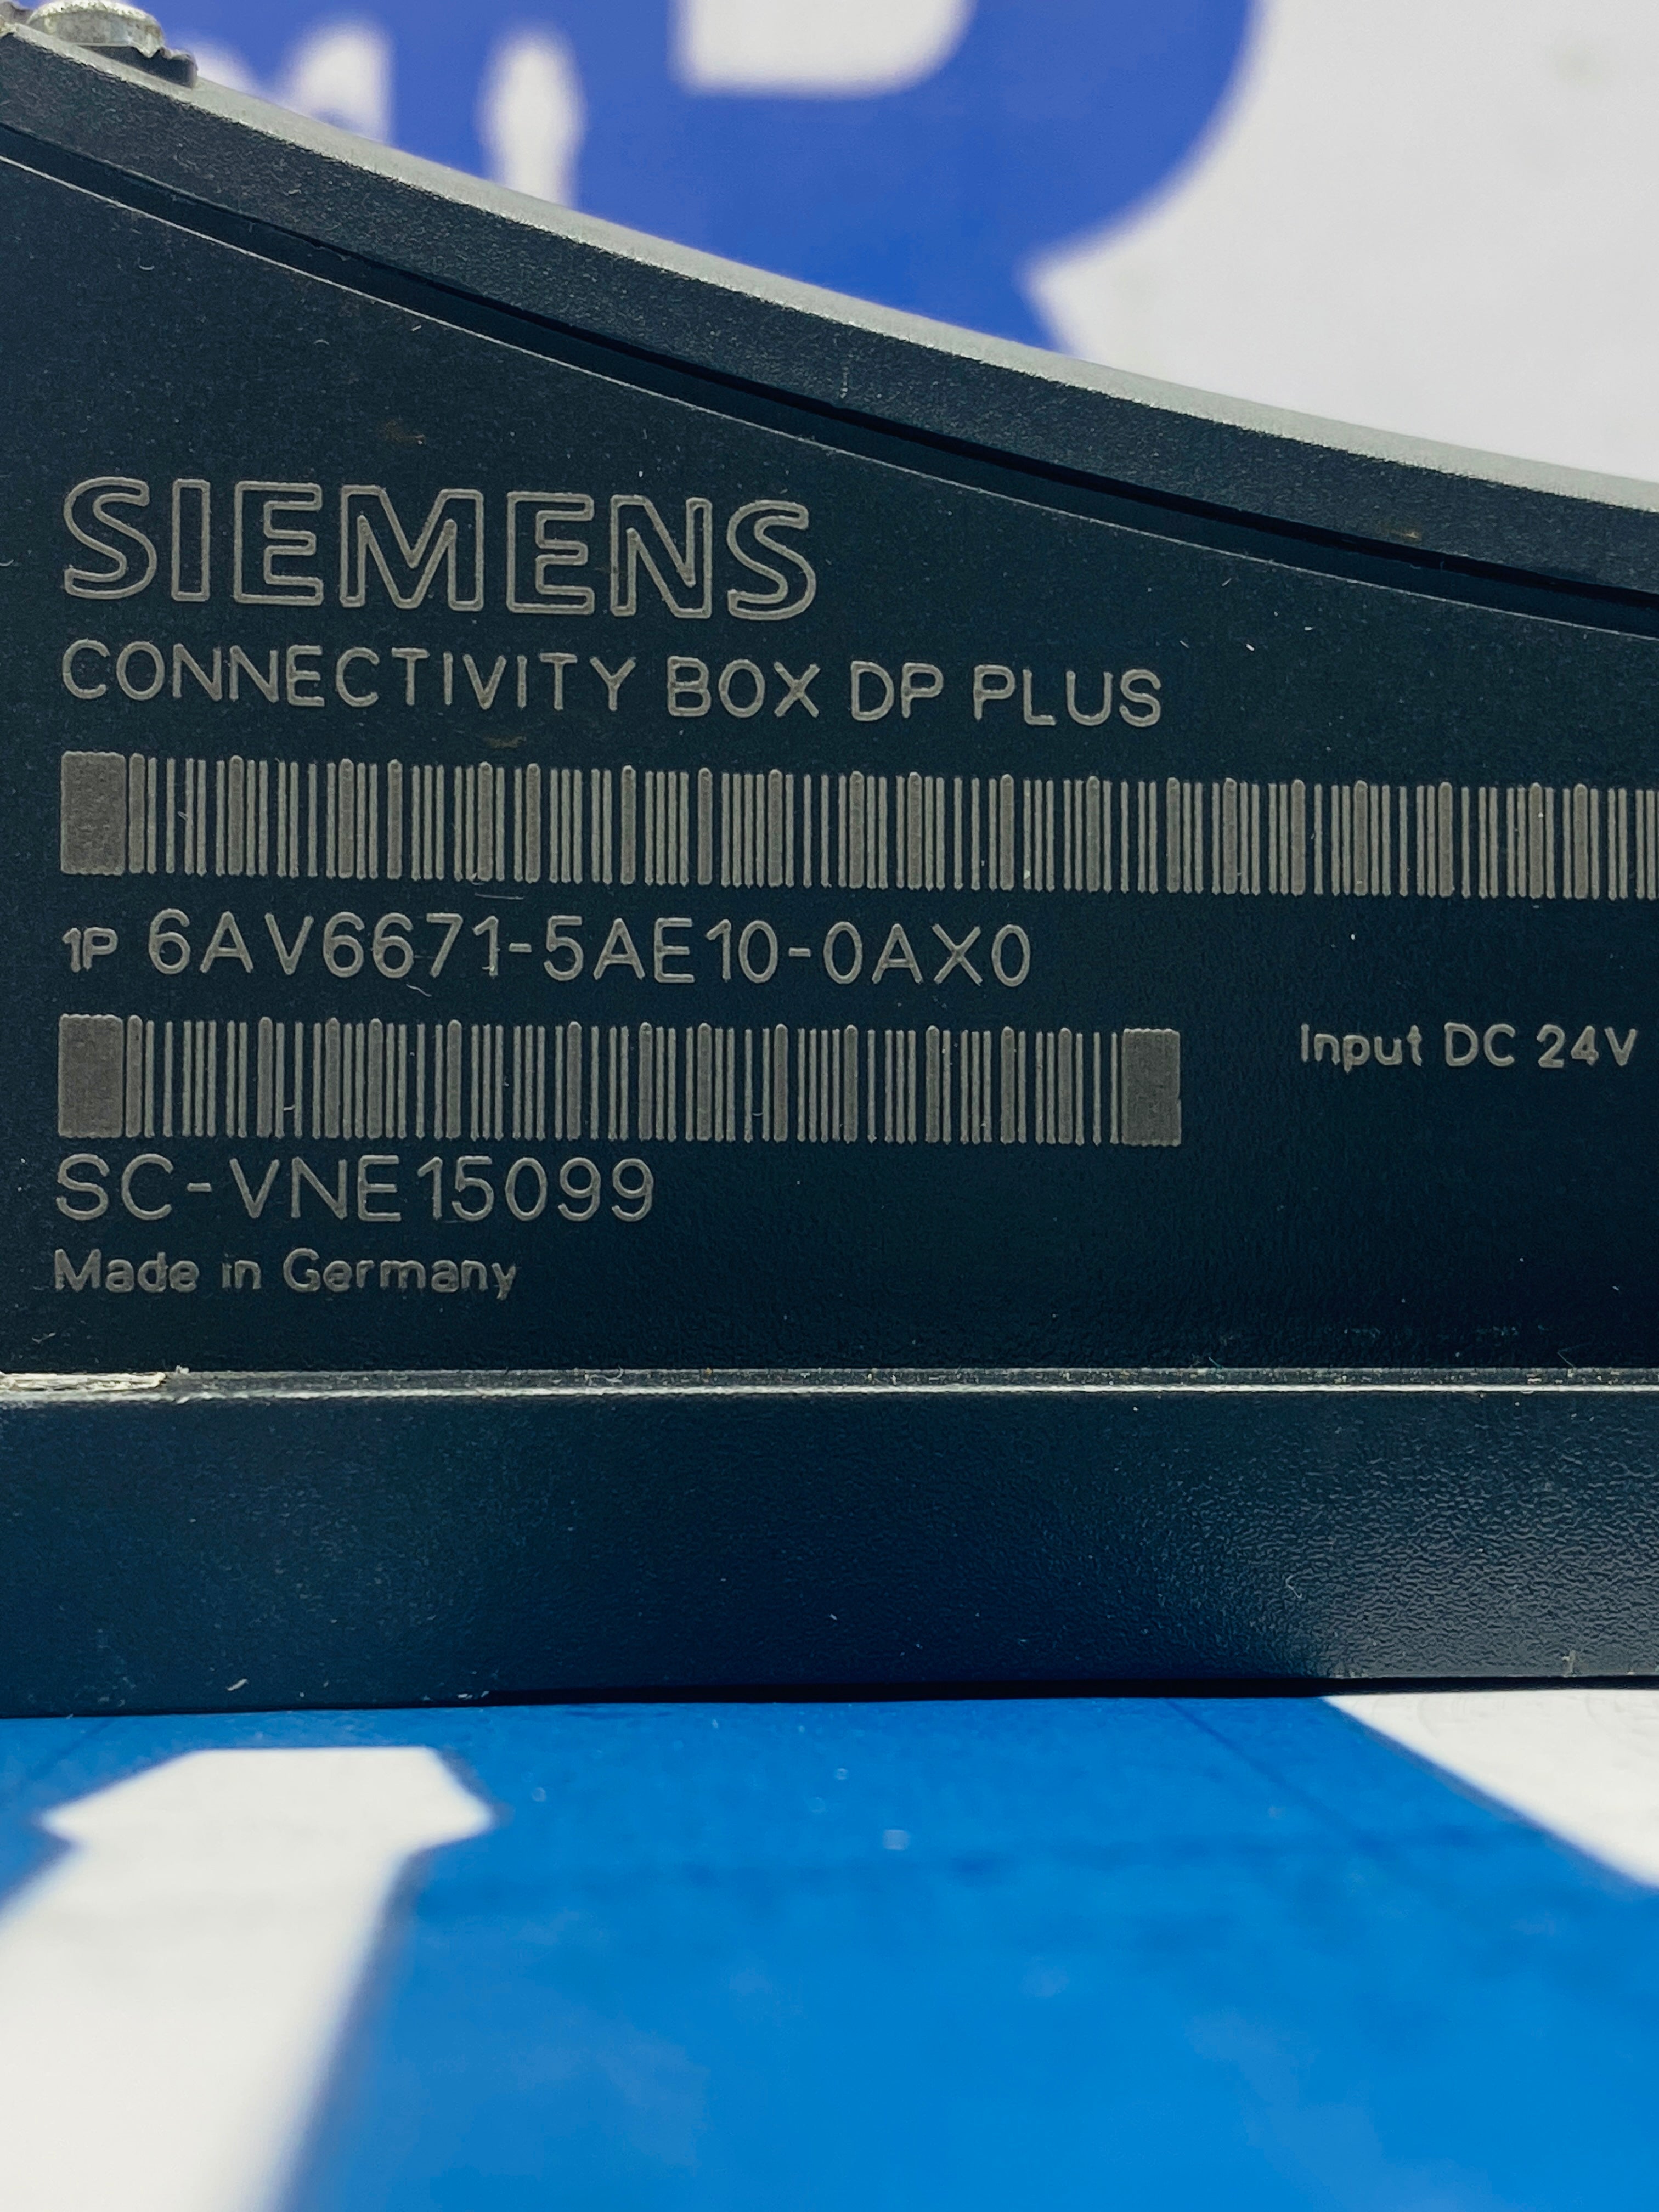 SIEMENS
CONNECTIVITY BOX DP PLUS
1P 6AV6671-5AE10-0AX0
Input DC 24V
SC-VNE15099
Made in Germany